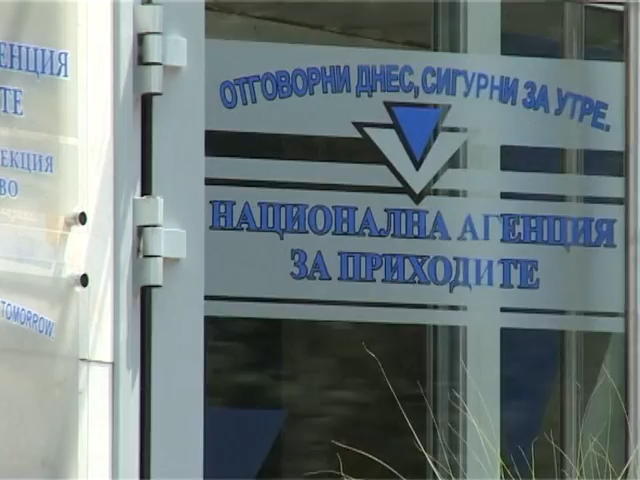 ЕНЦИЯ
ТЕ
ЕКЦИЯ
ВО
TOMORROW.
ОТГОВОРНИ ДНЕС, СИГУРНИ ЗА УТРЕ.
НАЦИОНАЛНА АГЕНЦИЯ
ЗА ПРИХОДИТЕ